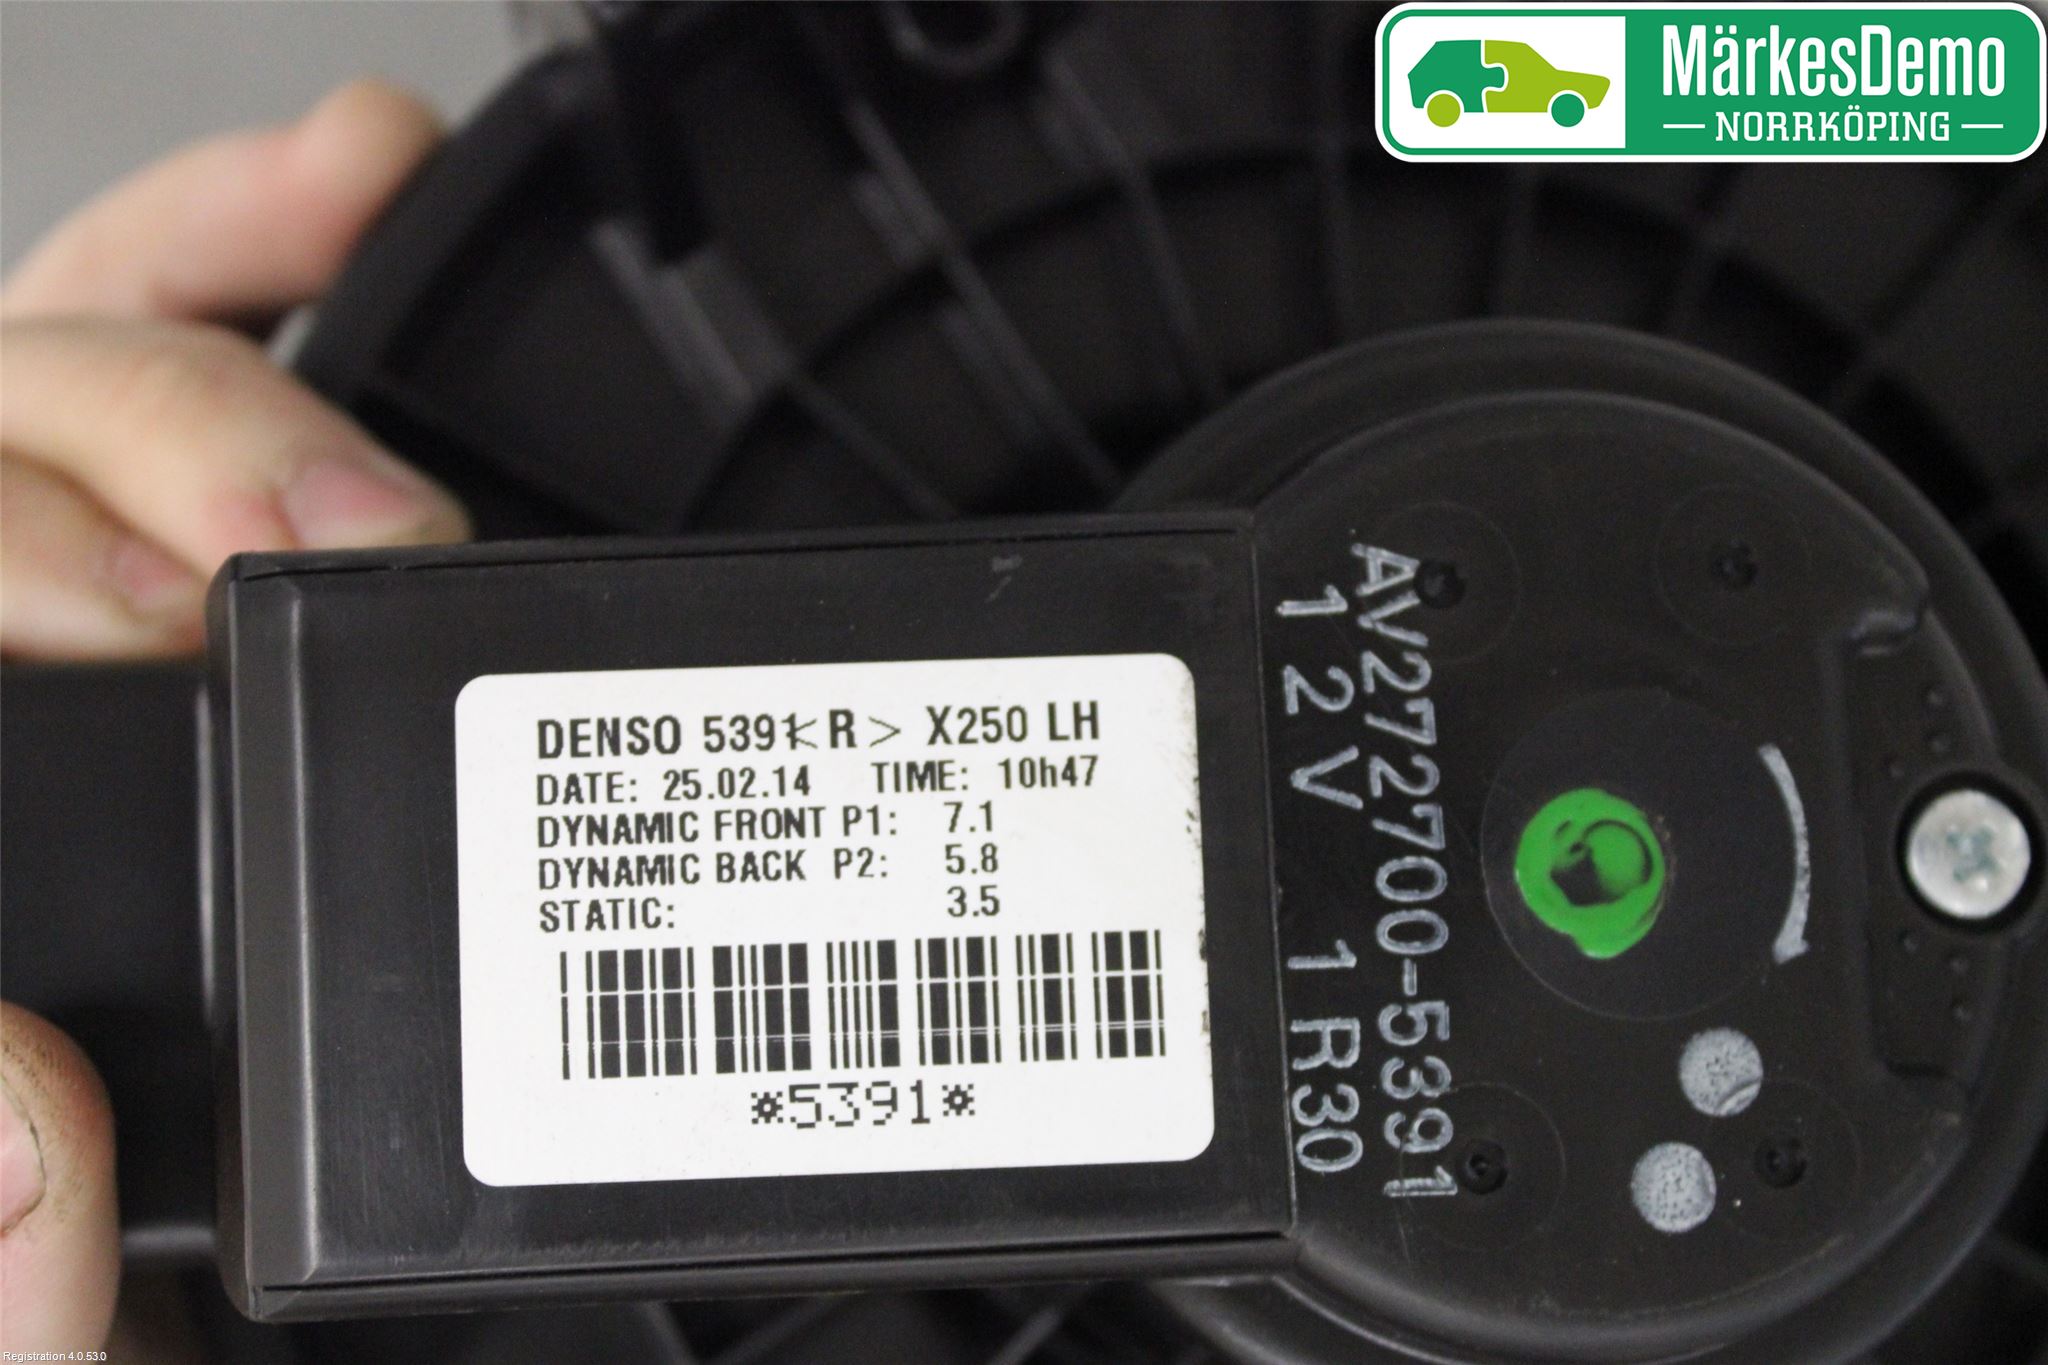 MärkesDemo
NORRKÖPING
DENSO 5391<R> X250 LH
DATE: 25.02.14 TIME: 10h47
DYNAMIC FRONT P1: 7.1
DYNAMIC BACK P2: 5.8
STATIC: 3.5
*5391*
AV272700-5391
12V 1R30
Registration 4.0.53.0